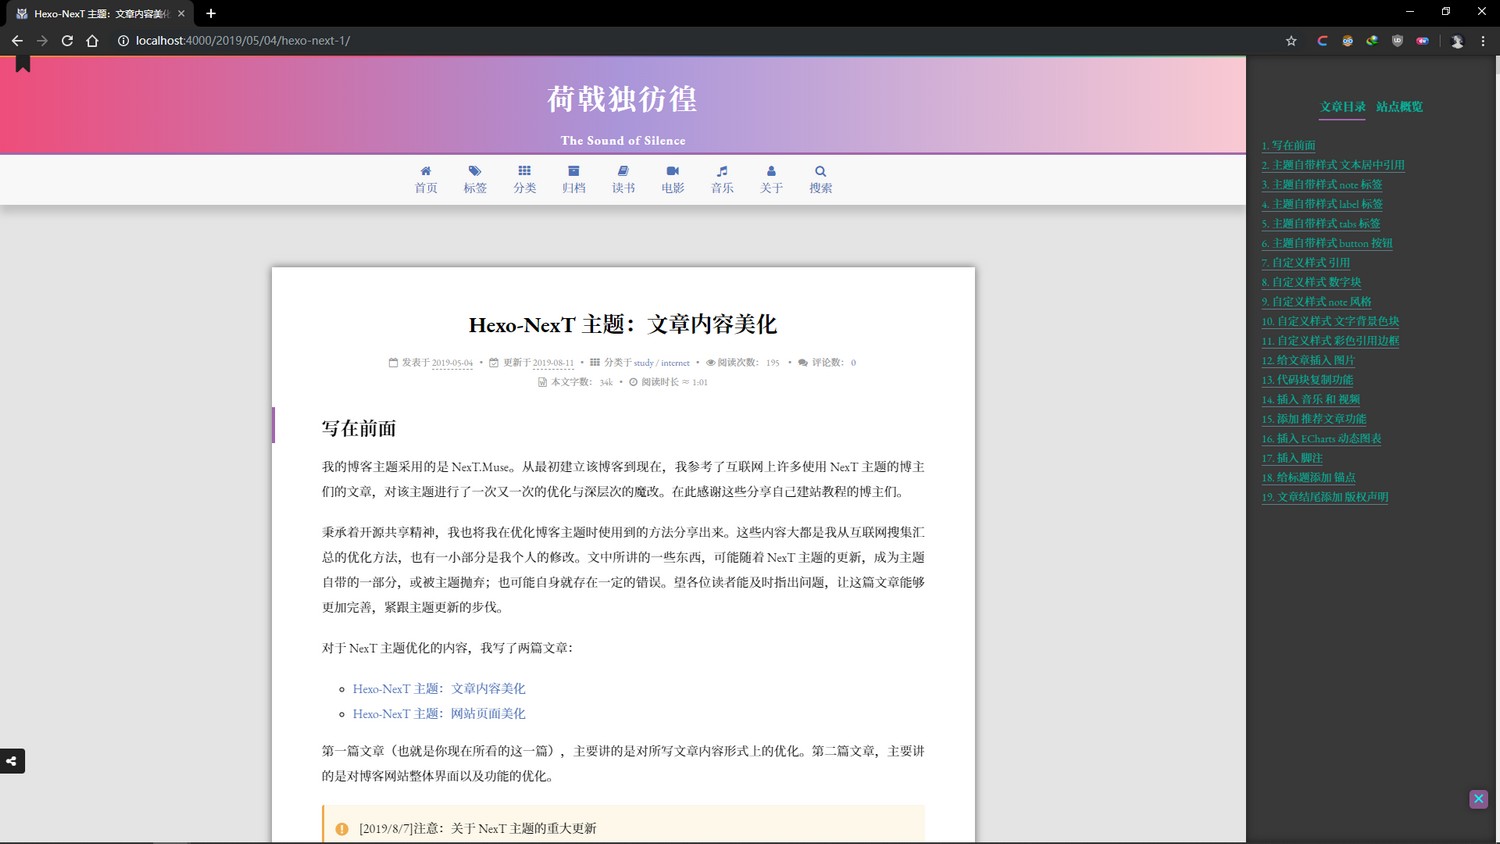 Hexo-NexT 主题：文章内容美化
localhost:4000/2019/05/04/hexo-next-1/
荷戟独彷徨
The Sound of Silence
首页 标签 分类 归档 读书 电影 音乐 关于 搜索
Hexo-NexT 主题：文章内容美化
发表于 2019-05-04 • 更新于 2019-08-11 • 分类于 study / internet • 阅读次数： 195 • 评论数： 0
本文字数： 34k • 阅读时长 ≈ 1:01
写在前面
我的博客主题采用的是 NexT.Muse。从最初建立该博客到现在，我参考了互联网上许多使用 NexT 主题的博主
们的文章，对该主题进行了一次又一次的优化与深层次的魔改。在此感谢这些分享自己建站教程的博主们。
秉承着开源共享精神，我也将我在优化博客主题时使用到的方法分享出来。这些内容大都是我从互联网搜集汇
总的优化方法，也有一小部分是我个人的修改。文中所讲的一些东西，可能随着 NexT 主题的更新，成为主题
自带的一部分，或被主题抛弃；也可能自身就存在一定的错误。望各位读者能及时指出问题，让这篇文章能够
更加完善，紧跟主题更新的步伐。
对于 NexT 主题优化的内容，我写了两篇文章：
Hexo-NexT 主题：文章内容美化
Hexo-NexT 主题：网站页面美化
第一篇文章（也就是你现在所看的这一篇），主要讲的是对所写文章内容形式上的优化。第二篇文章，主要讲
的是对博客网站整体界面以及功能的优化。
[2019/8/7]注意：关于 NexT 主题的重大更新
文章目录 站点概览
1. 写在前面
2. 主题自带样式 文本居中引用
3. 主题自带样式 note 标签
4. 主题自带样式 label 标签
5. 主题自带样式 tabs 标签
6. 主题自带样式 button 按钮
7. 自定义样式 引用
8. 自定义样式 数字块
9. 自定义样式 note 风格
10. 自定义样式 文字背景色块
11. 自定义样式 彩色引用边框
12. 给文章插入 图片
13. 代码块复制功能
14. 插入 音乐 和 视频
15. 添加 推荐文章功能
16. 插入 ECharts 动态图表
17. 插入 脚注
18. 给标题添加 锚点
19. 文章结尾添加 版权声明